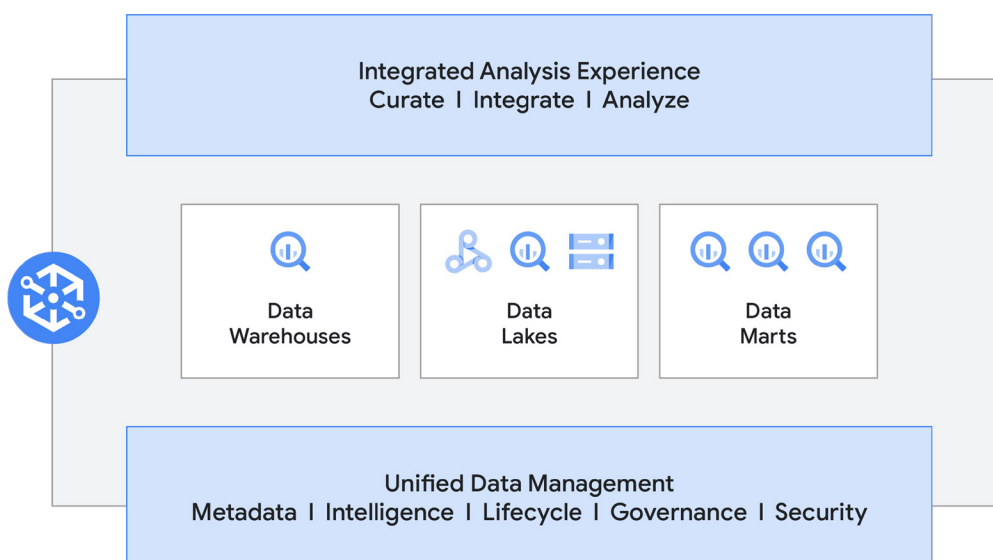 Integrated Analysis Experience
Curate | Integrate | Analyze
Data
Warehouses
Data
Lakes
Data
Marts
Unified Data Management
Metadata | Intelligence | Lifecycle | Governance | Security